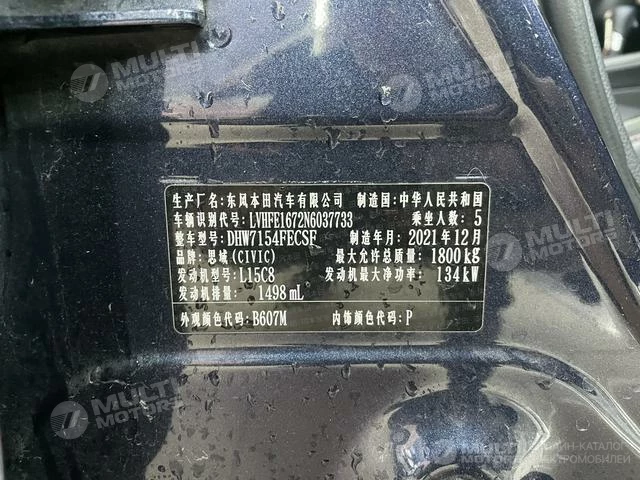 MULTI MOTORS
MULTI MOTORS
生产厂名:东风本田汽车有限公司 制造国:中华人民共和国
车辆识别代号:LVHFE1672N6037733 乘坐人数:5
整车型号:DHW7154FECSF 制造年月:2021年12月
品牌:思域(CIVIC) 最大允许总质量:1800kg
发动机型号:L15C8 发动机最大净功率:134kW
发动机排量:1498mL
外观颜色代码:B607M 内饰颜色代码:P
MULTI MOTORS
MULTI MOTORS
ОНЛАЙН-КАТАЛОГ
ЭЛЕКТРОМОБИЛЕЙ